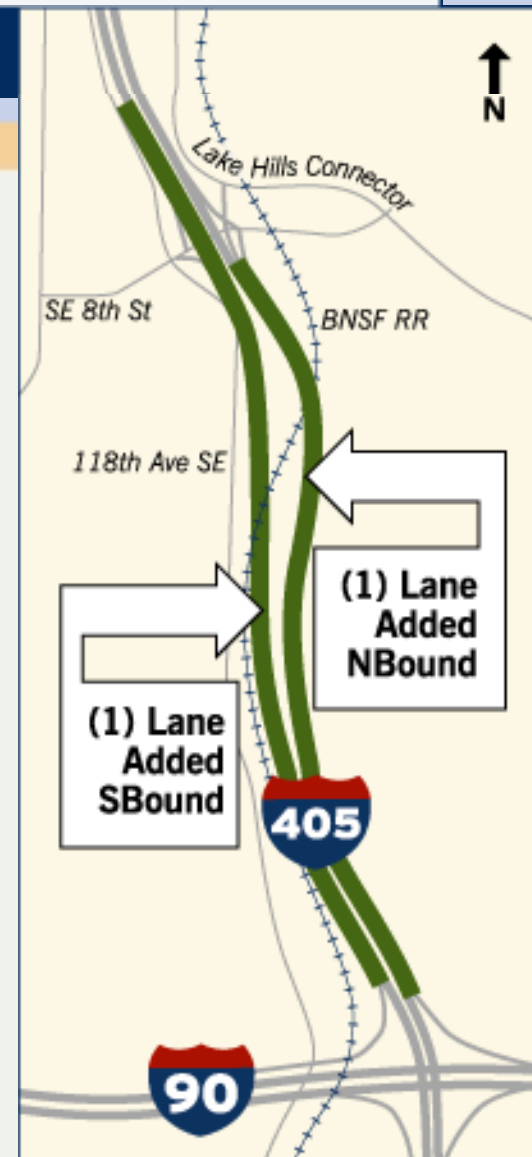 N
Lake Hills Connector
SE 8th St
BNSF RR
118th Ave SE
(1) Lane
Added
NBound
(1) Lane
Added
SBound
405
90